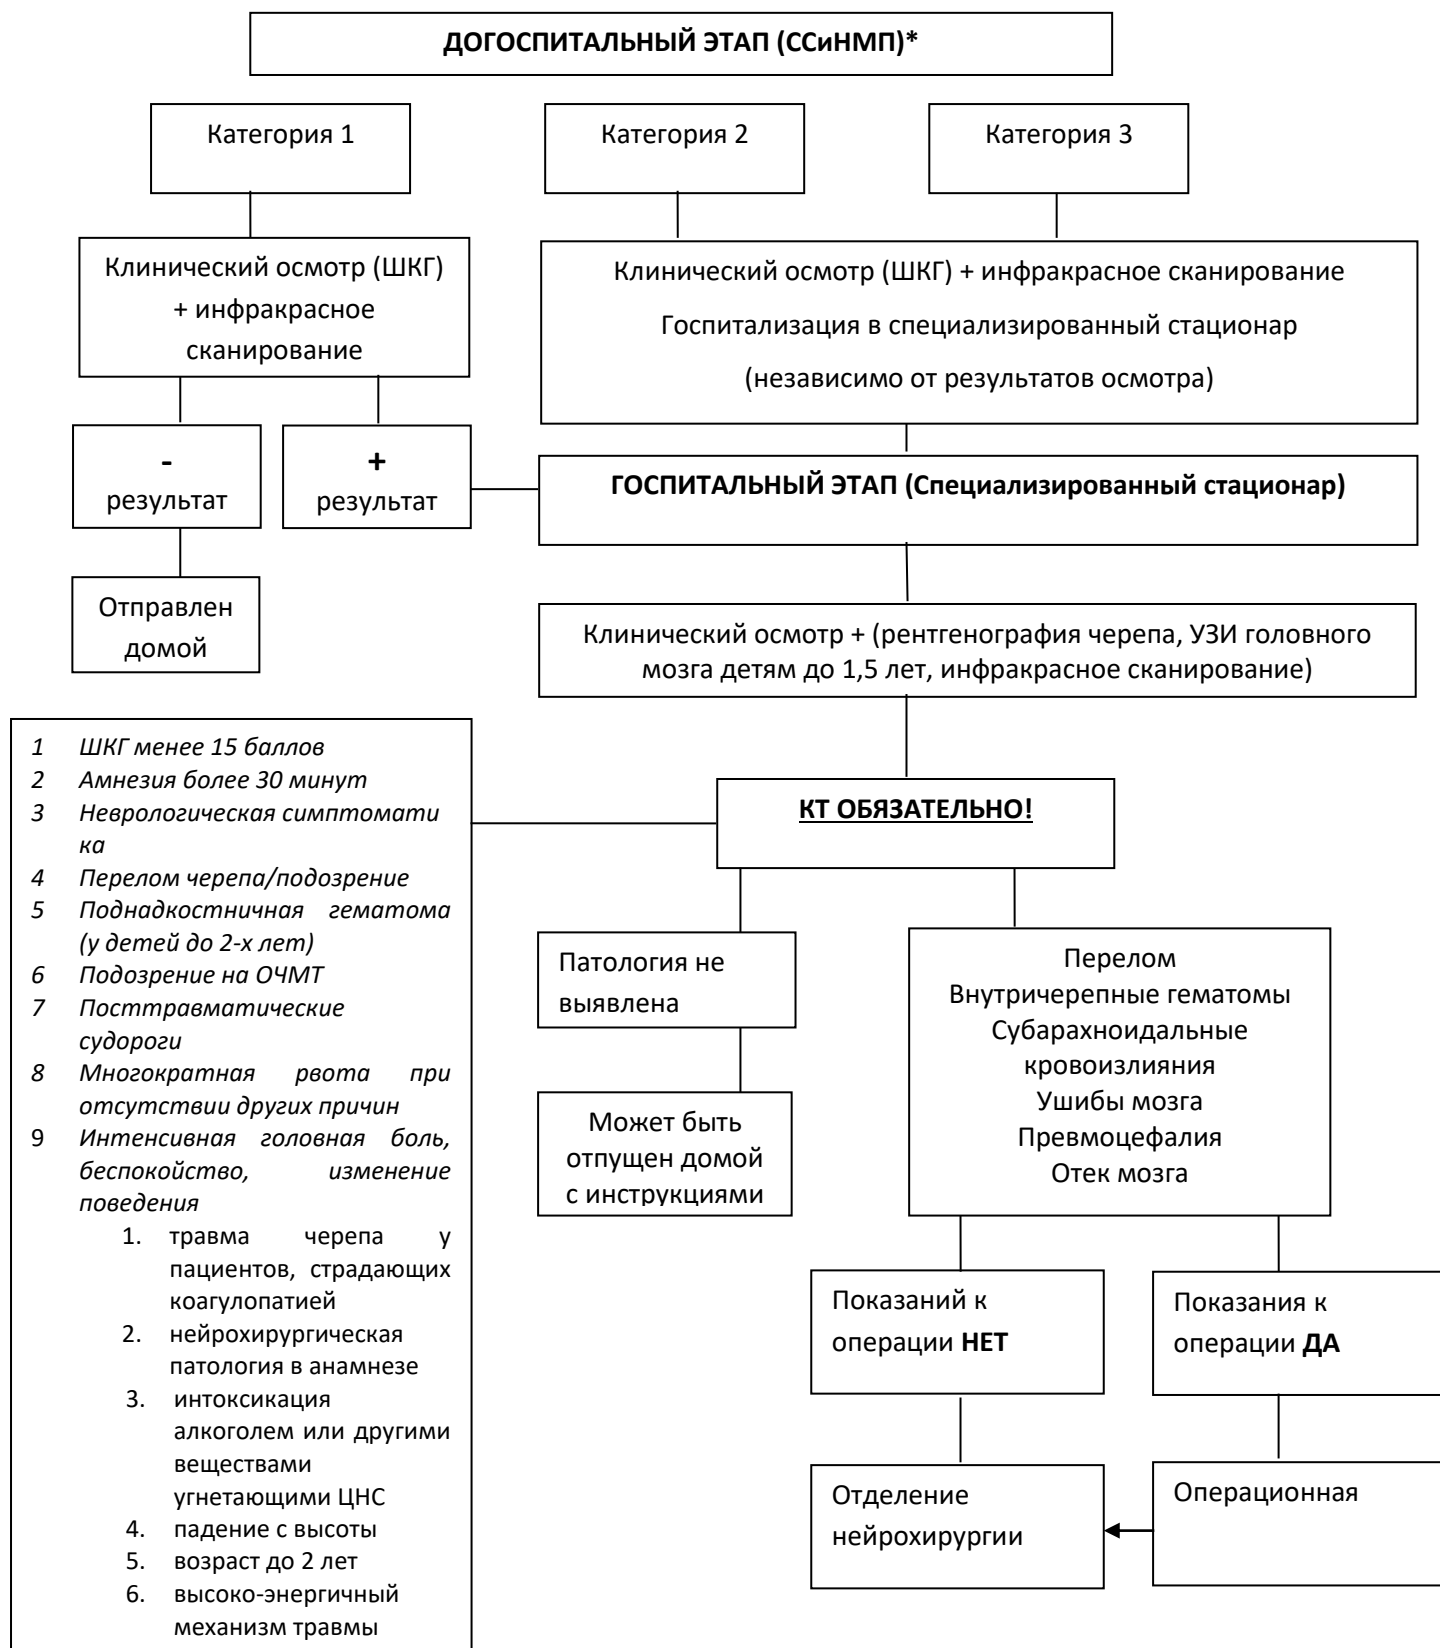 ДОГОСПИТАЛЬНЫЙ ЭТАП (ССиНМП)*
Категория 1
Категория 2
Категория 3
Клинический осмотр (ШКГ)
+ инфракрасное
сканирование
Клинический осмотр (ШКГ) + инфракрасное сканирование
Госпитализация в специализированный стационар
(независимо от результатов осмотра)
-
результат
+
результат
ГОСПИТАЛЬНЫЙ ЭТАП (Специализированный стационар)
Отправлен
домой
Клинический осмотр + (рентгенография черепа, УЗИ головного
мозга детям до 1,5 лет, инфракрасное сканирование)
1 ШКГ менее 15 баллов
2 Амнезия более 30 минут
3 Неврологическая симптомати
ка
4 Перелом черепа/подозрение
5 Поднадкостничная гематома
(у детей до 2-х лет)
6 Подозрение на ОЧМТ
7 Посттравматические
судороги
8 Многократная рвота при
отсутствии других причин
9 Интенсивная головная боль,
беспокойство, изменение
поведения
1. травма черепа у
пациентов, страдающих
коагулопатией
2. нейрохирургическая
патология в анамнезе
3. интоксикация
алкоголем или другими
веществами
угнетающими ЦНС
4. падение с высоты
5. возраст до 2 лет
6. высоко-энергичный
механизм травмы
КТ ОБЯЗАТЕЛЬНО!
Патология не
выявлена
Может быть
отпущен домой
с инструкциями
Перелом
Внутричерепные гематомы
Субарахноидальные
кровоизлияния
Ушибы мозга
Превмоцефалия
Отек мозга
Показаний к
операции НЕТ
Показания к
операции ДА
Отделение
нейрохирургии
Операционная